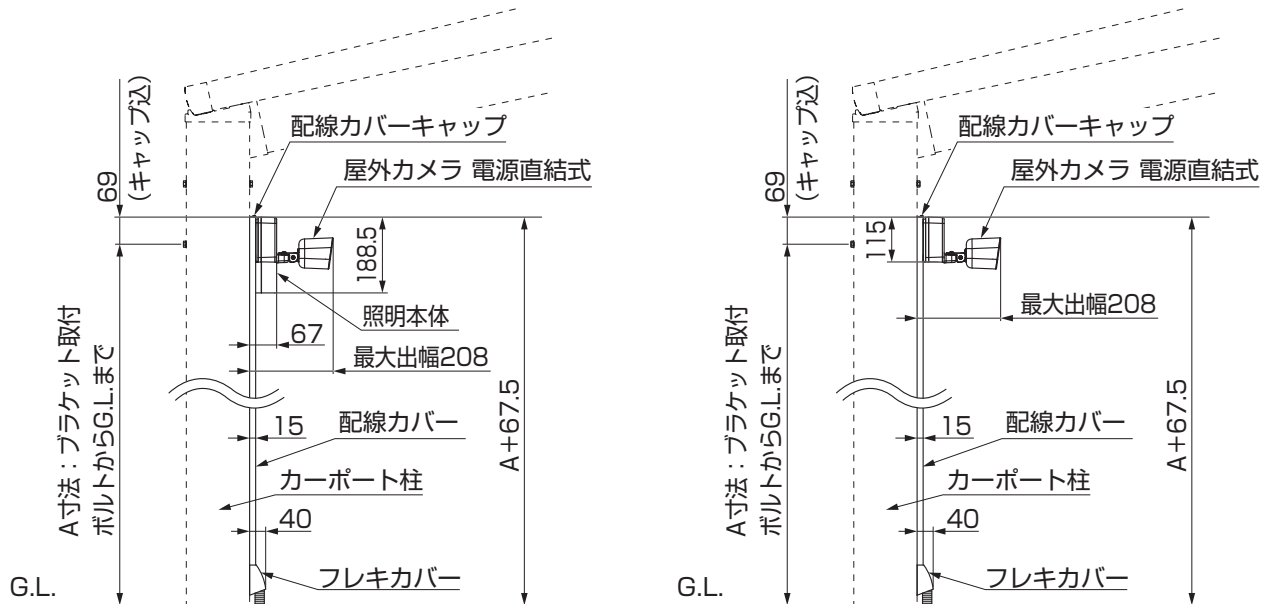 69
(キャップ込)
配線カバーキャップ
屋外カメラ 電源直結式
188.5
照明本体
67
最大出幅208
A寸法:ブラケット取付
ボルトからG.L.まで
15
配線カバー
A+67.5
カーポート柱
40
フレキカバー
G.L.
69
(キャップ込)
配線カバーキャップ
屋外カメラ 電源直結式
115
最大出幅208
A寸法:ブラケット取付
ボルトからG.L.まで
15
配線カバー
A+67.5
カーポート柱
40
フレキカバー
G.L.